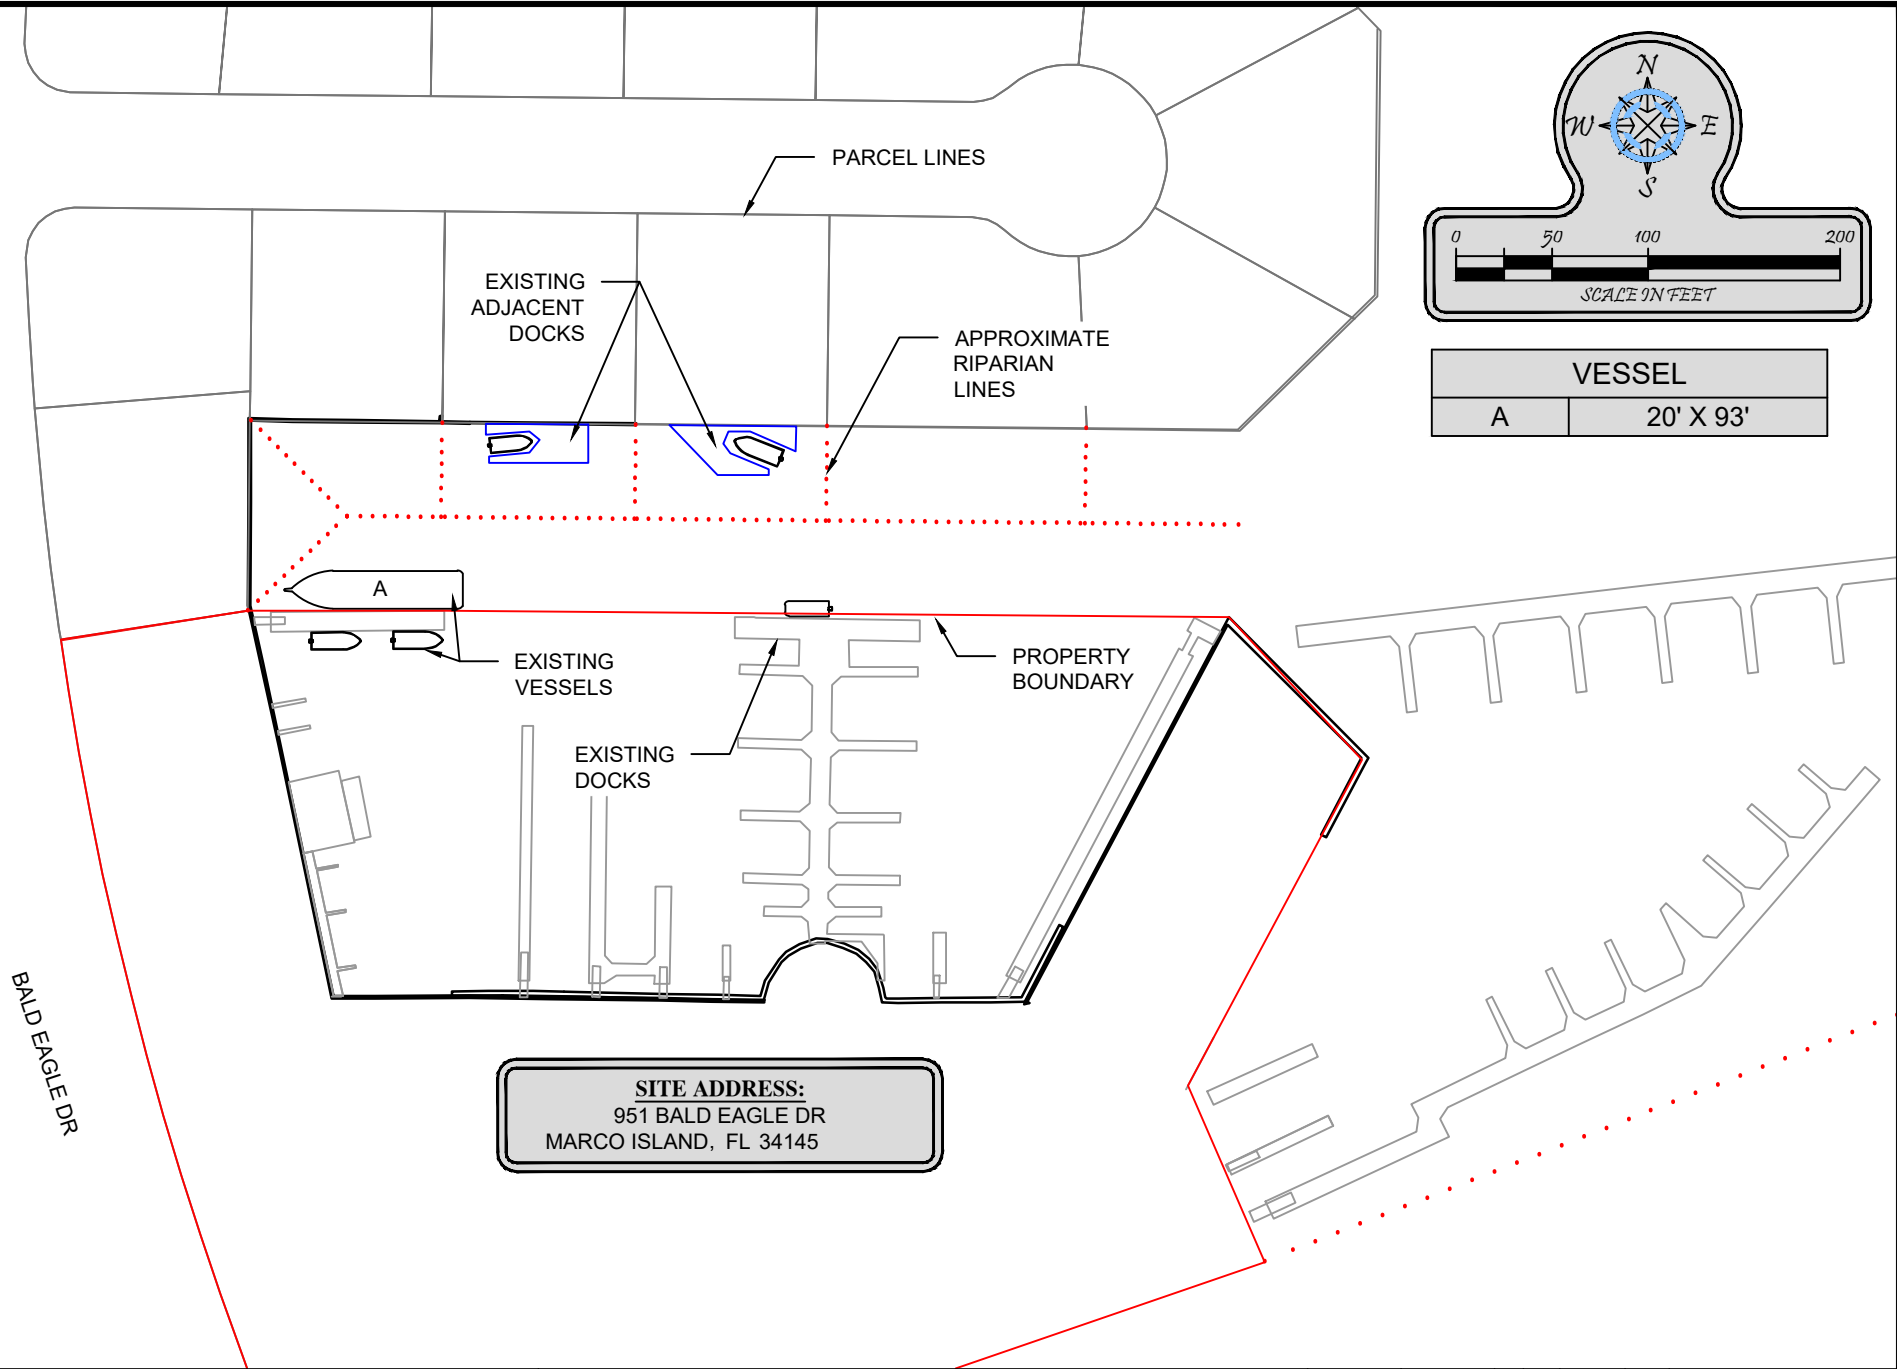 PARCEL LINES
N
W
E
S
0 50 100 200
SCALE IN FEET
EXISTING
ADJACENT
DOCKS
APPROXIMATE
RIPARIAN
LINES
VESSEL
A 20' X 93'
A
EXISTING
VESSELS
PROPERTY
BOUNDARY
EXISTING
DOCKS
BALD EAGLE DR
SITE ADDRESS:
951 BALD EAGLE DR
MARCO ISLAND, FL 34145